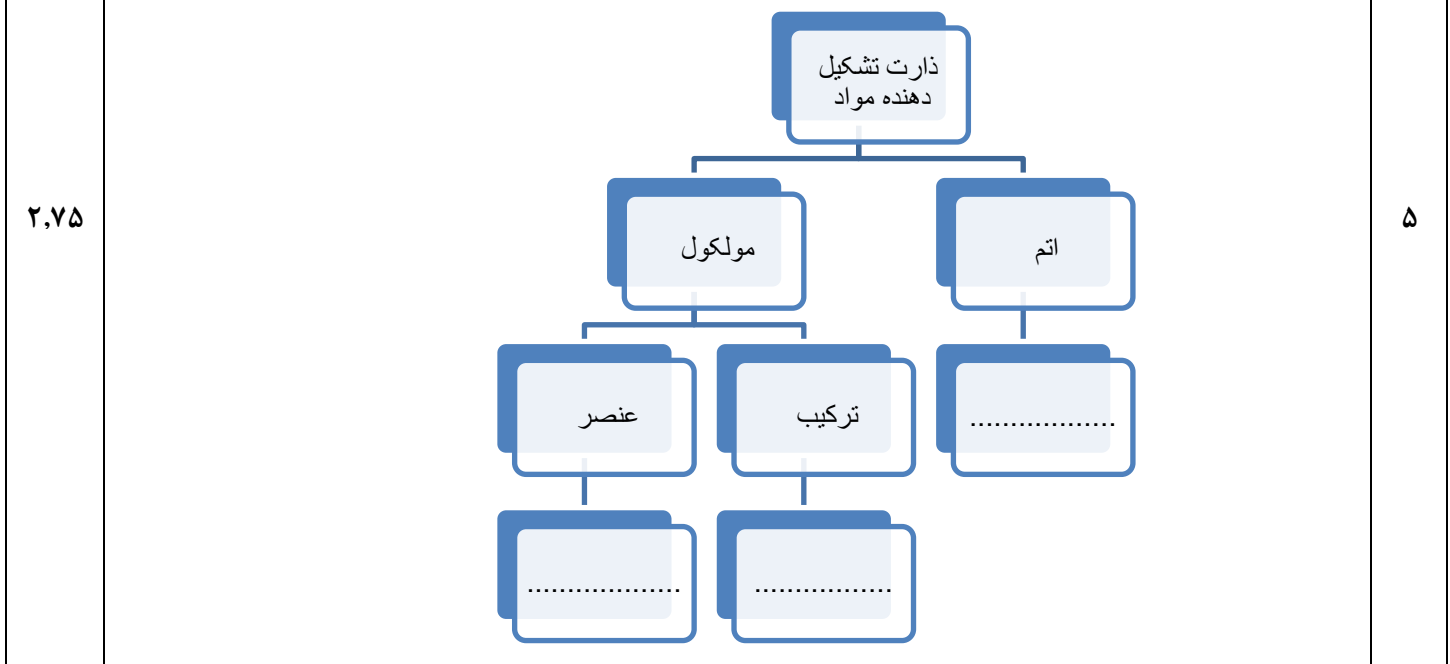 ذارت تشکیل
دهنده مواد
اتم
مولکول
۵
۲,۷۵
..................
ترکیب
عنصر
.................
...................